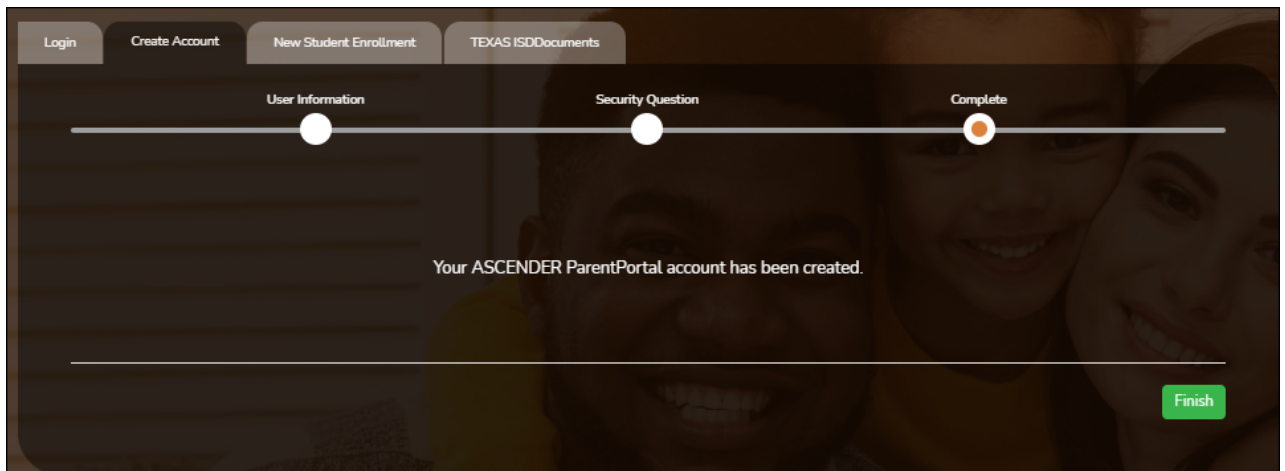 Login Create Account New Student Enrollment TEXAS ISDDocuments
User Information Security Question Complete
Your ASCENDER ParentPortal account has been created.
Finish